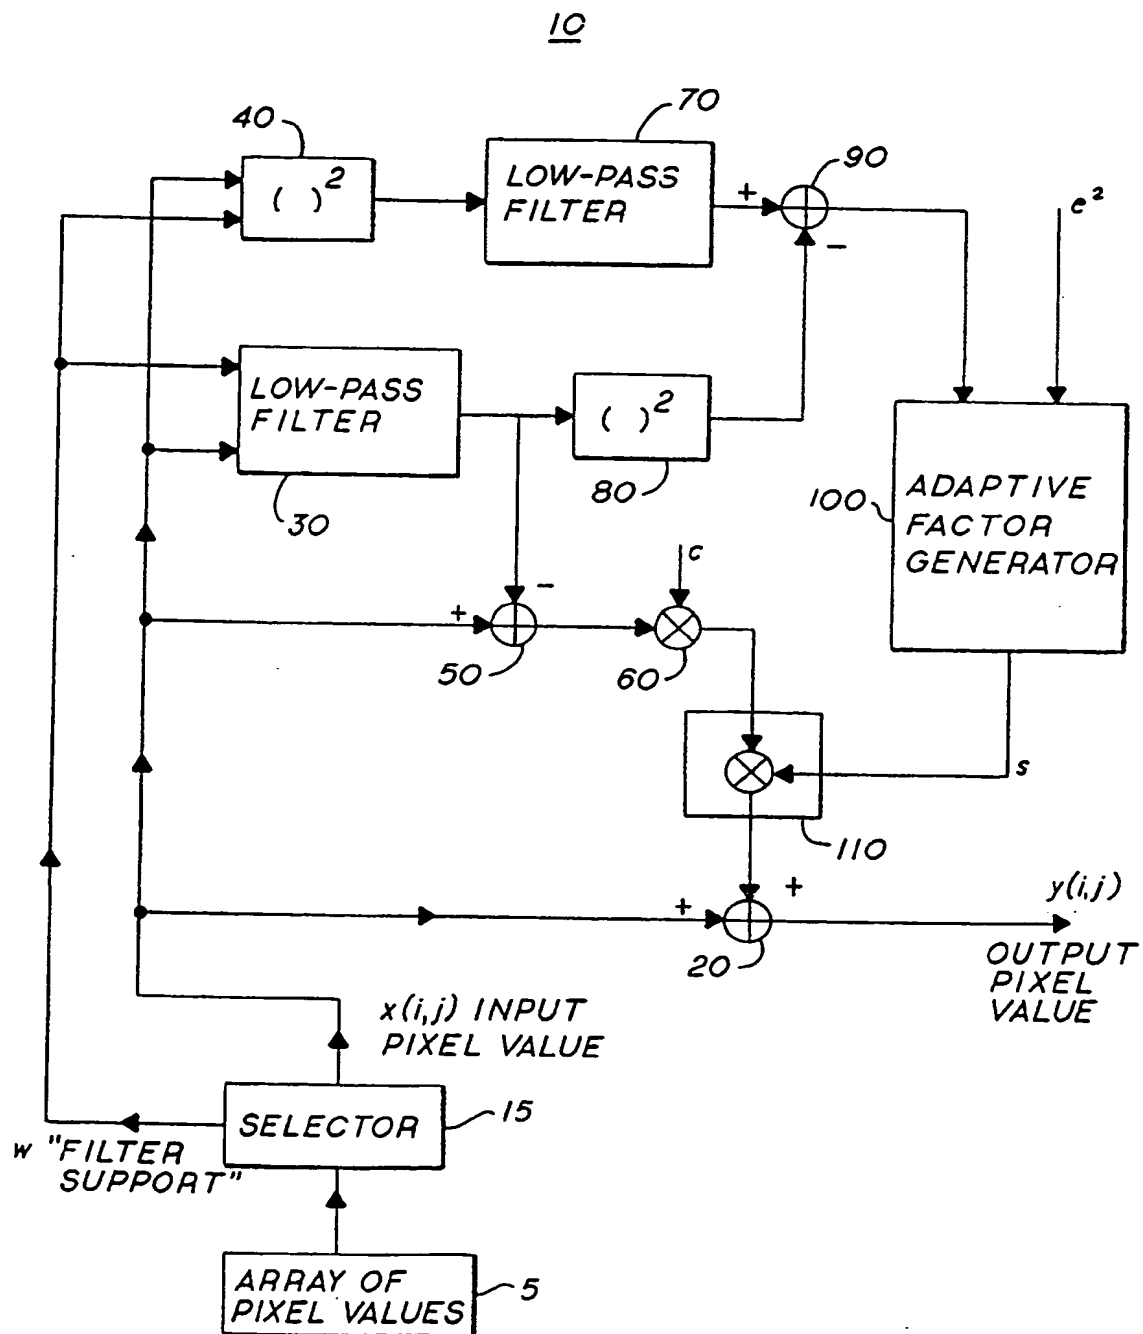 10
40
70
90
( )²
LOW-PASS
FILTER
+
-
e²
LOW-PASS
FILTER
( )²
30
80
100
ADAPTIVE
FACTOR
GENERATOR
c
-
+
50
60
s
110
+
+
y(i,j)
20
OUTPUT
PIXEL
VALUE
x(i,j) INPUT
PIXEL VALUE
SELECTOR
15
w "FILTER
SUPPORT"
ARRAY OF
PIXEL VALUES
5